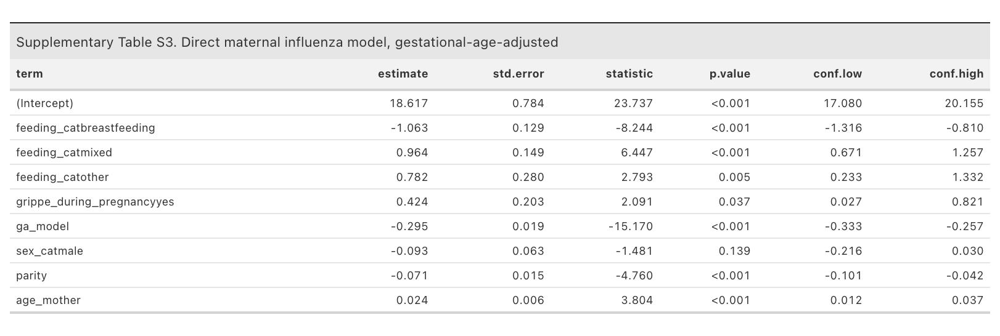 Supplementary Table S3. Direct maternal influenza model, gestational-age-adjusted
term estimate std.error statistic p.value conf.low conf.high
(Intercept) 18.617 0.784 23.737 <0.001 17.080 20.155
feeding_catbreastfeeding -1.063 0.129 -8.244 <0.001 -1.316 -0.810
feeding_catmixed 0.964 0.149 6.447 <0.001 0.671 1.257
feeding_catother 0.782 0.280 2.793 0.005 0.233 1.332
grippe_during_pregnancyyes 0.424 0.203 2.091 0.037 0.027 0.821
ga_model -0.295 0.019 -15.170 <0.001 -0.333 -0.257
sex_catmale -0.093 0.063 -1.481 0.139 -0.216 0.030
parity -0.071 0.015 -4.760 <0.001 -0.101 -0.042
age_mother 0.024 0.006 3.804 <0.001 0.012 0.037